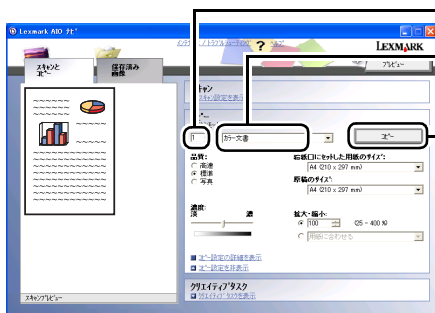 Lexmark AIO ナビ
? ヘルプ
LEXMARK
スキャンとコピー
保存済み画像
プレビュー
スキャン設定を表示
1
カラー文書
コピー
品質:
高速
標準
写真
給紙口にセットした用紙のサイズ:
A4 (210 x 297 mm)
原稿のサイズ:
A4 (210 x 297 mm)
濃度:
淡 濃
拡大・縮小:
100 (25 - 400 %)
用紙に合わせる
コピー設定の詳細を表示
コピー設定を非表示
クリエイティブタスク
クリエイティブタスクを表示
スキャンプレビュー